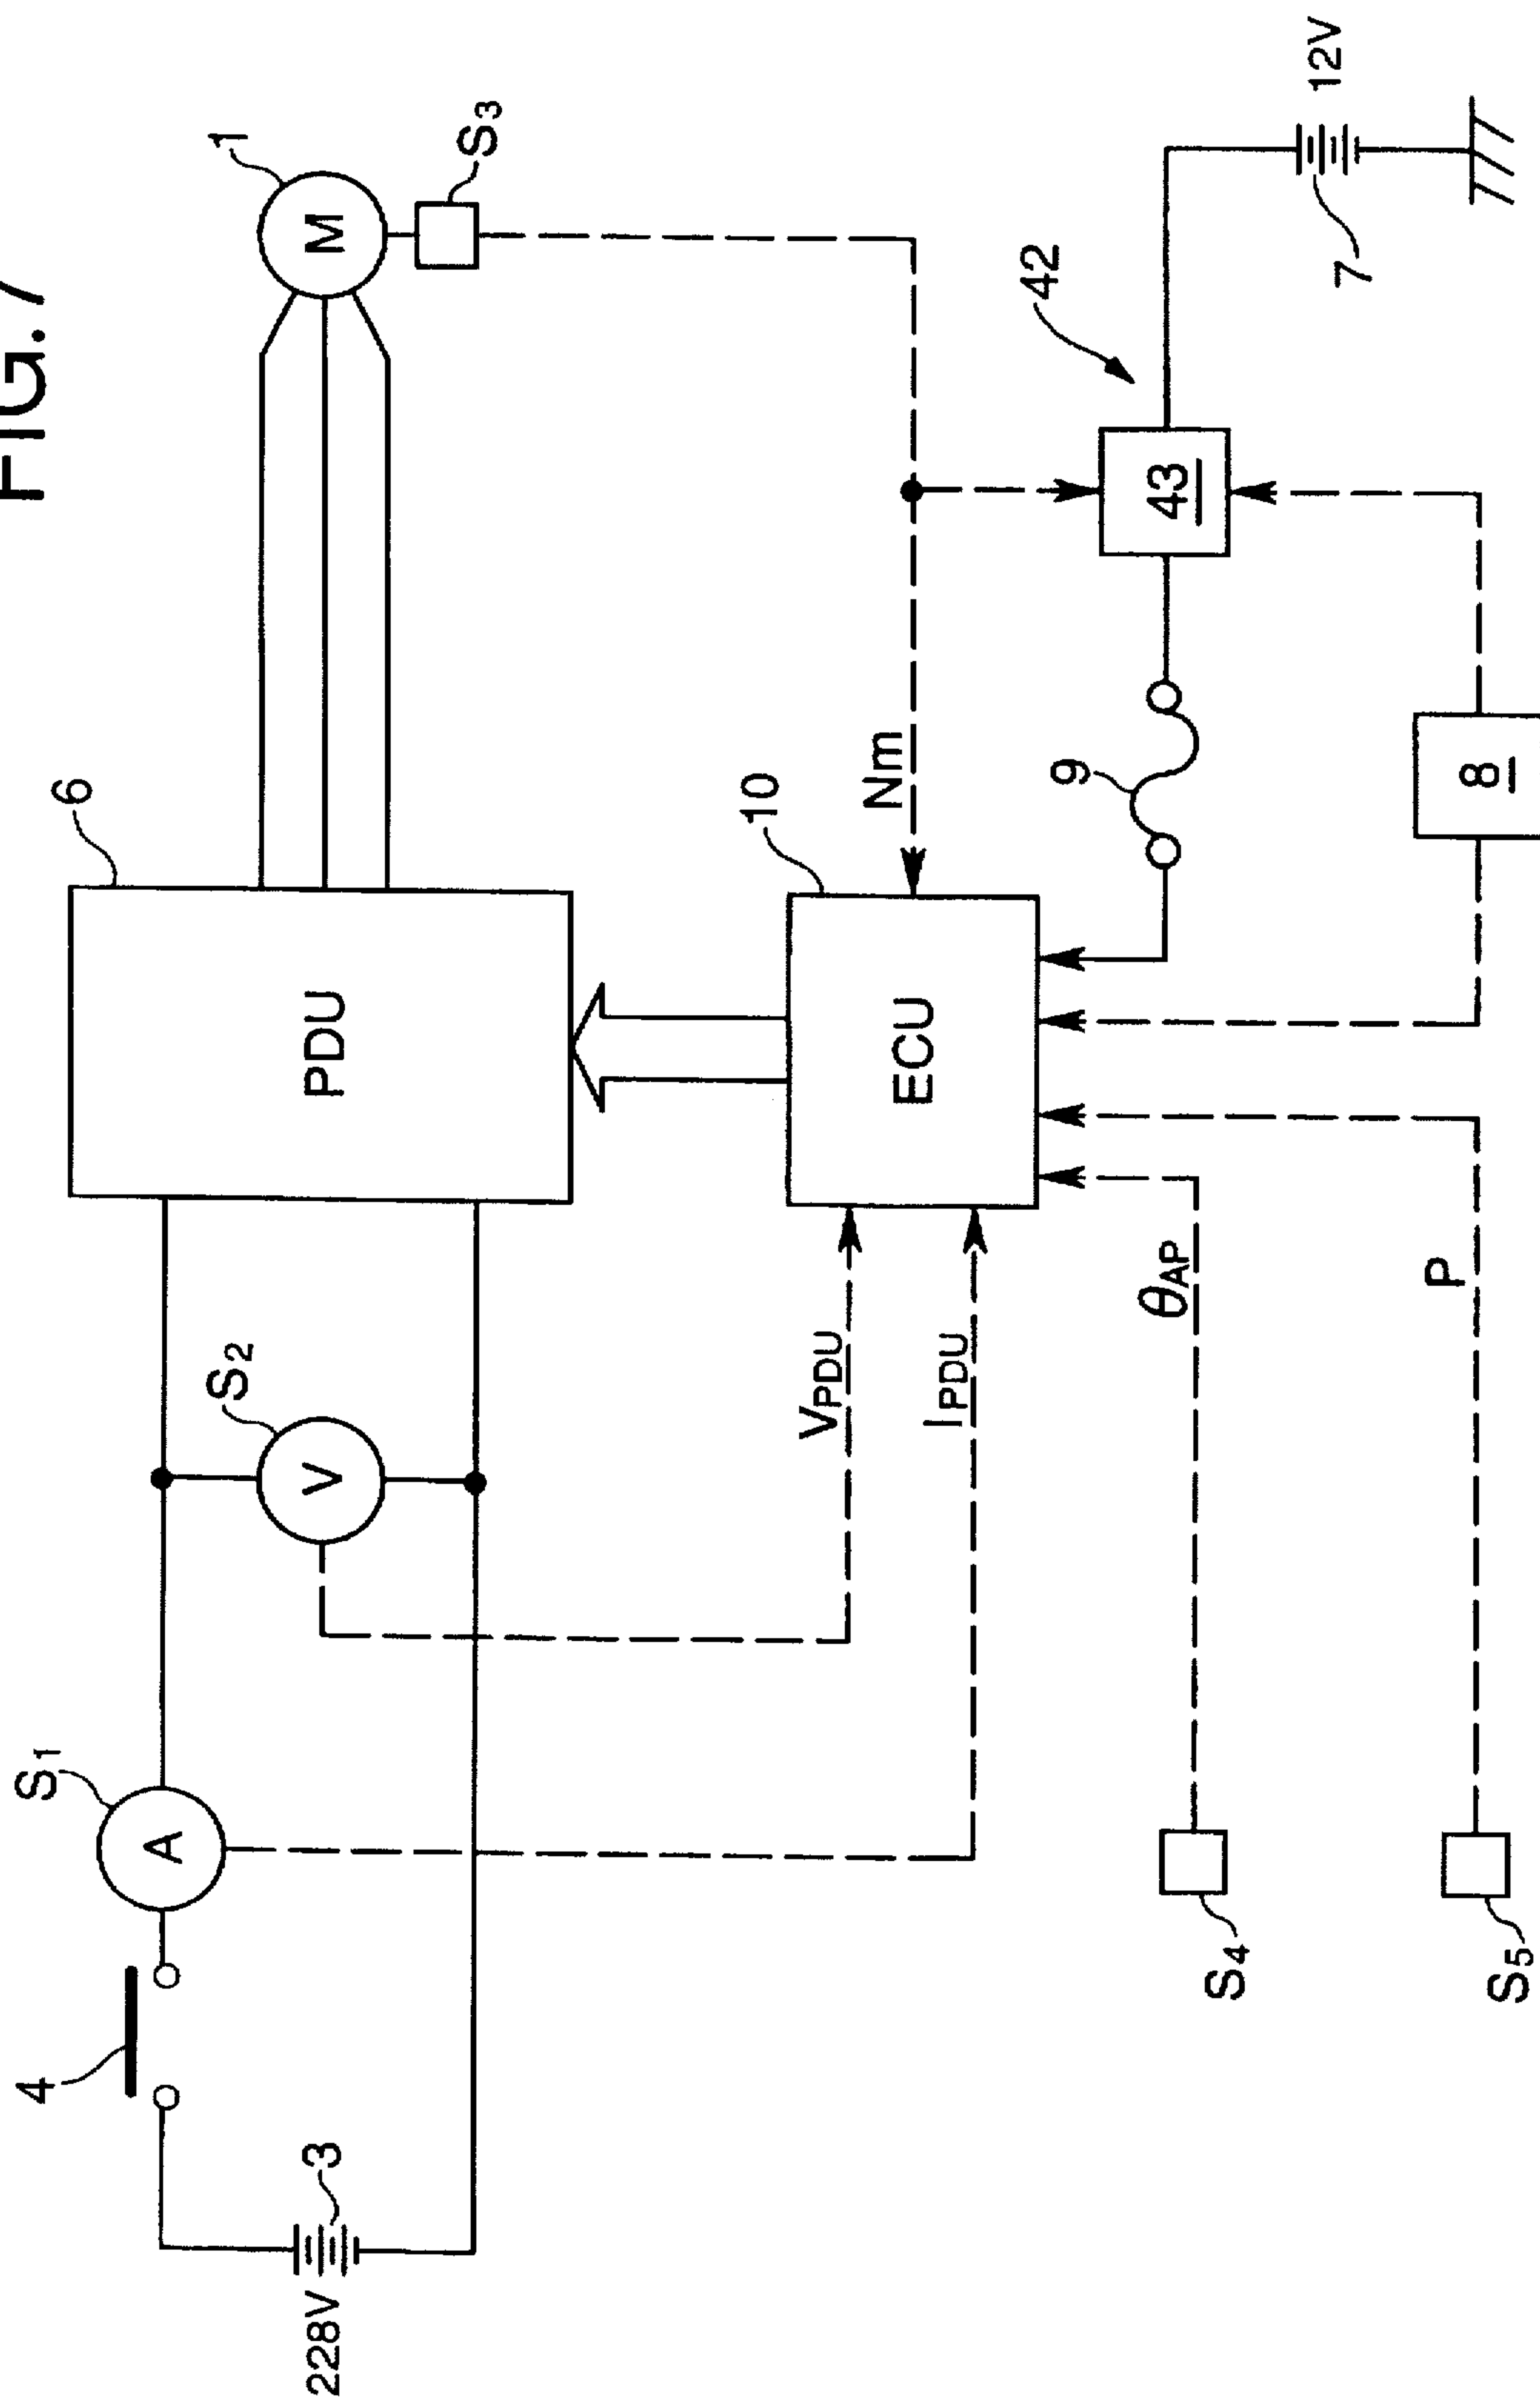 FIG.7
6
1
S1
S2
S3
4
A
V
M
PDU
3
228V
VPDU
IPDU
10
Nm
ECU
42
9
43
θAP
12V
7
S4
P
8
S5